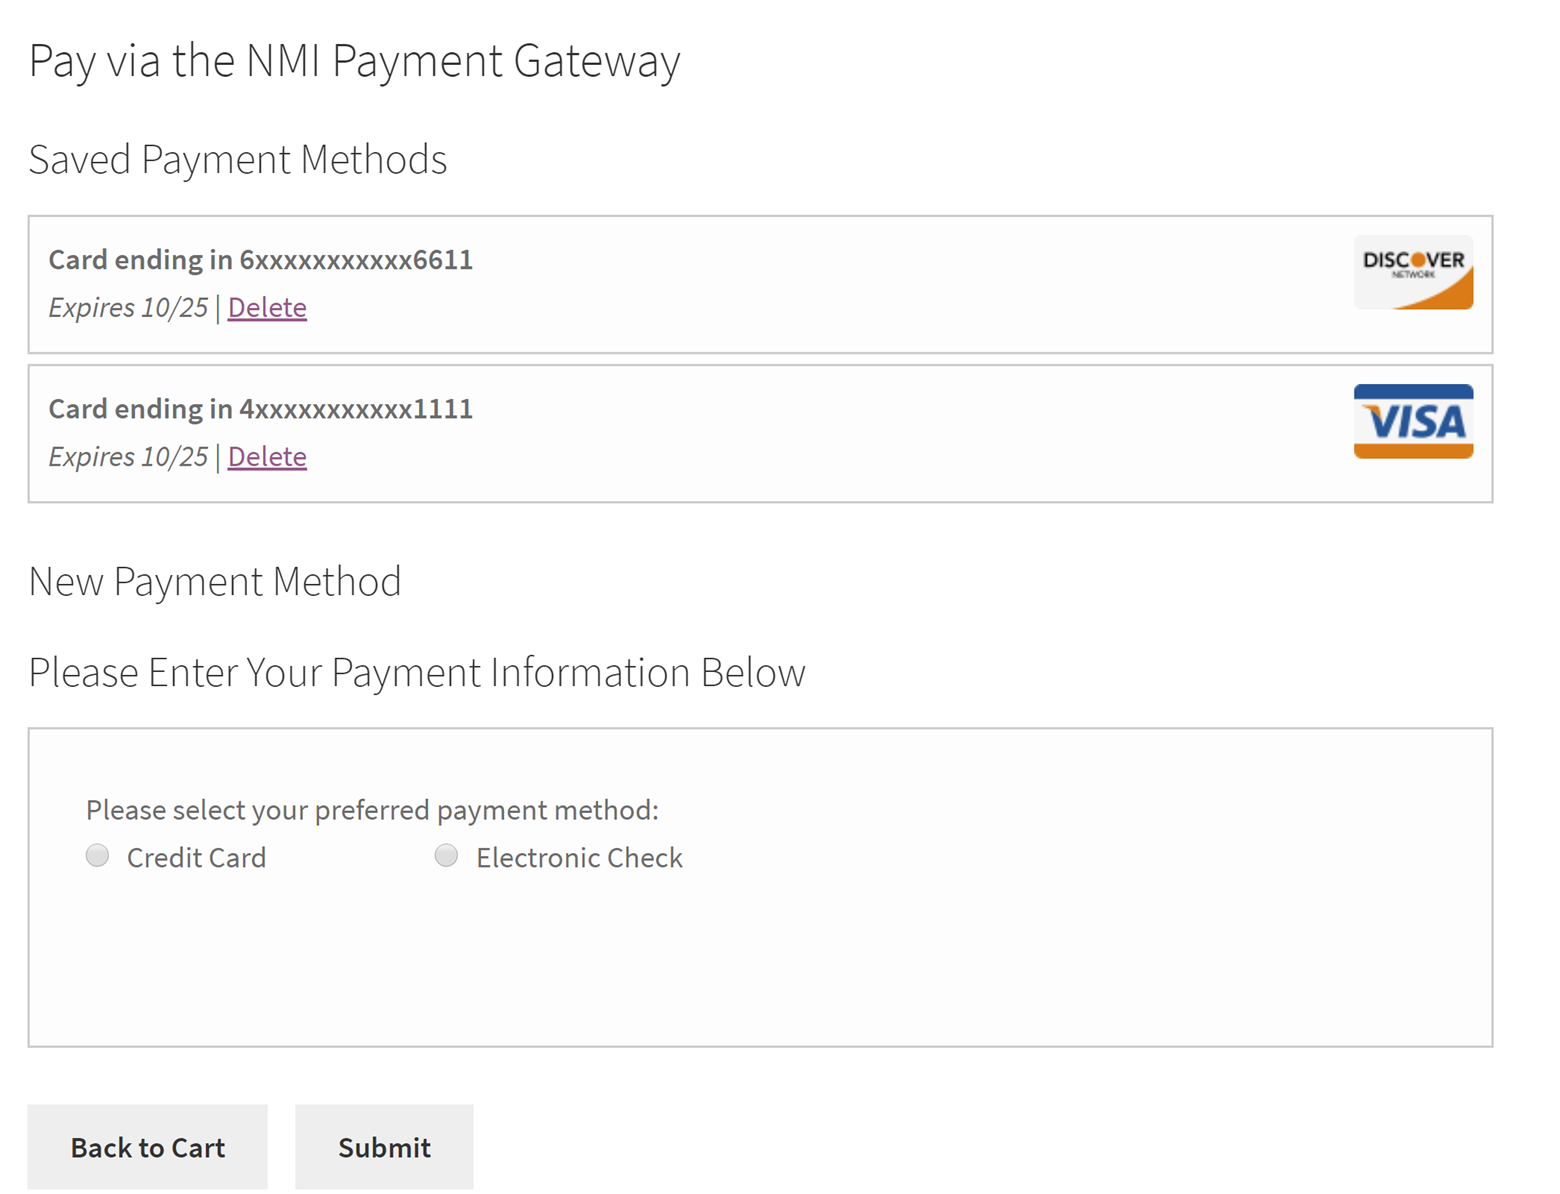 Pay via the NMI Payment Gateway
Saved Payment Methods
Card ending in 6xxxxxxxxxxx6611
DISCOVER
NETWORK
Expires 10/25 | Delete
Card ending in 4xxxxxxxxxxx1111
VISA
Expires 10/25 | Delete
New Payment Method
Please Enter Your Payment Information Below
Please select your preferred payment method:
Credit Card Electronic Check
Back to Cart Submit